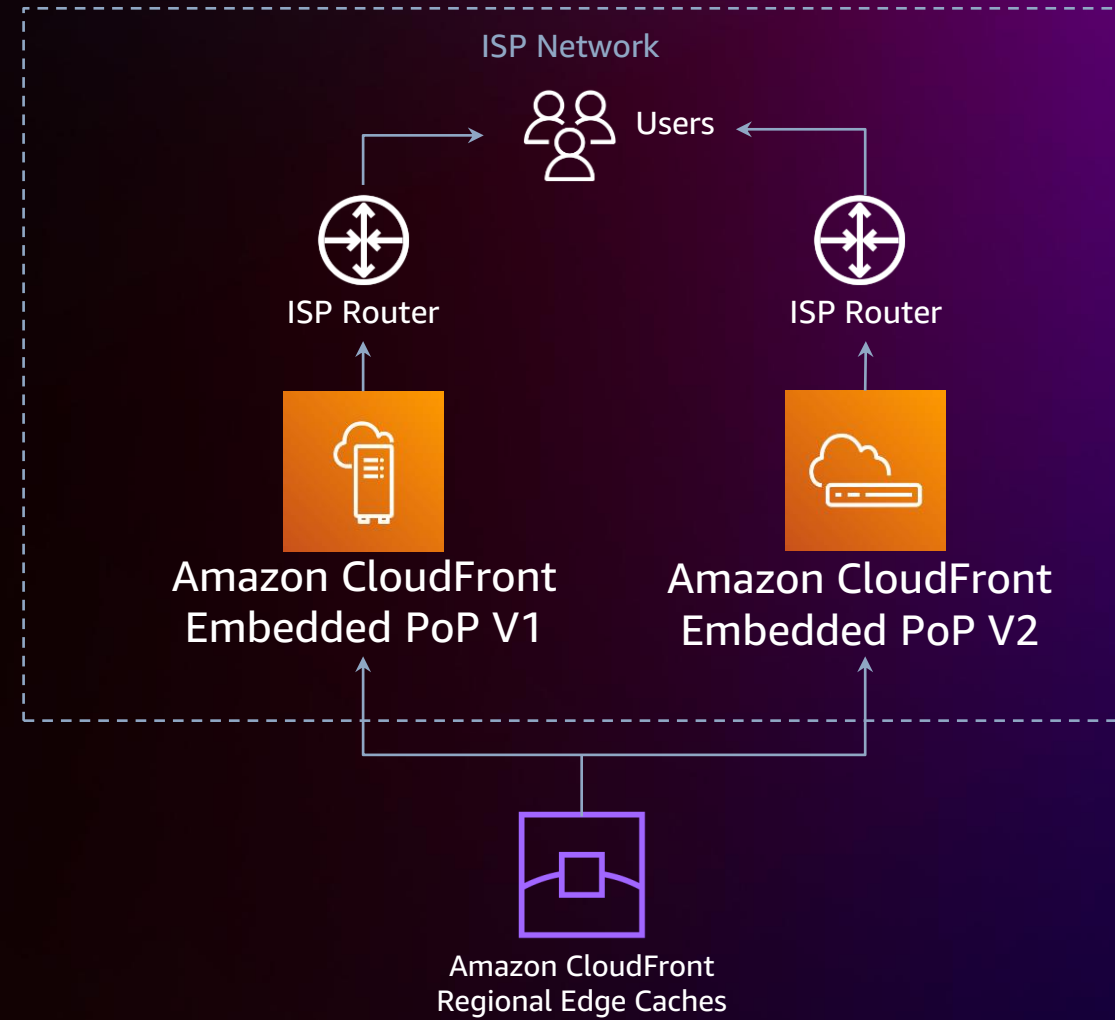 ISP Network
Users
ISP Router
ISP Router
Amazon CloudFront
Embedded PoP V1
Amazon CloudFront
Embedded PoP V2
Amazon CloudFront
Regional Edge Caches